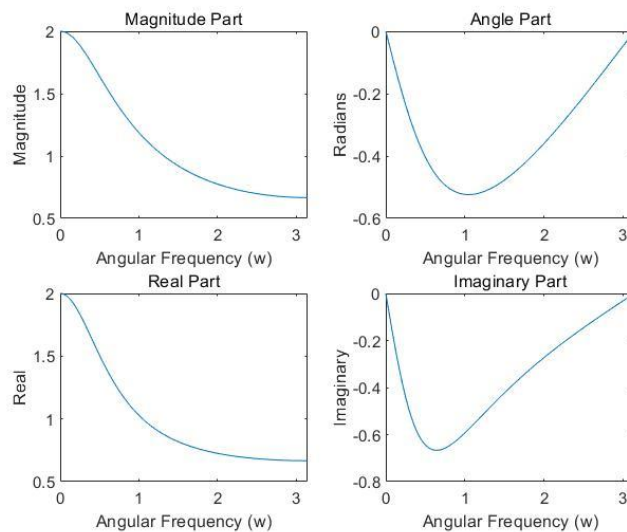 Magnitude Part
2
1.5
1
0.5
Magnitude
0 1 2 3
Angular Frequency (w)
Angle Part
0
-0.2
-0.4
-0.6
Radians
0 1 2 3
Angular Frequency (w)
Real Part
2
1.5
1
0.5
Real
0 1 2 3
Angular Frequency (w)
Imaginary Part
0
-0.2
-0.4
-0.6
-0.8
Imaginary
0 1 2 3
Angular Frequency (w)